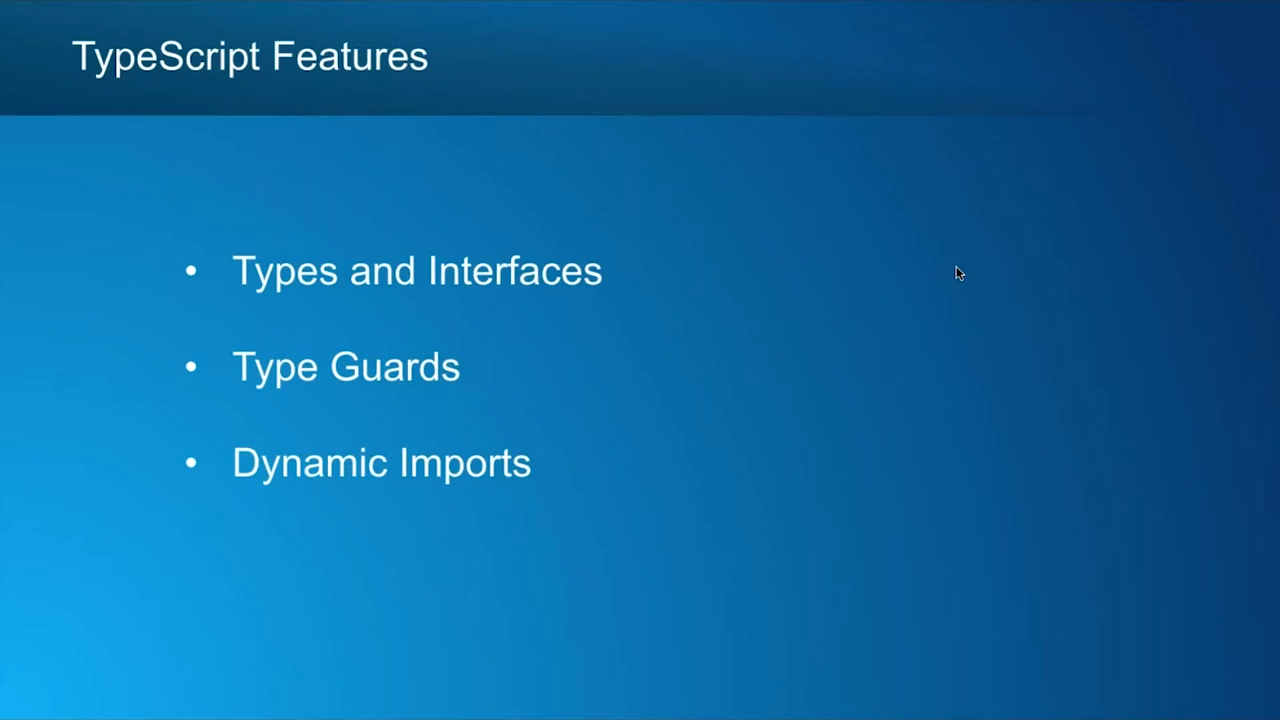 TypeScript Features
• Types and Interfaces
• Type Guards
• Dynamic Imports